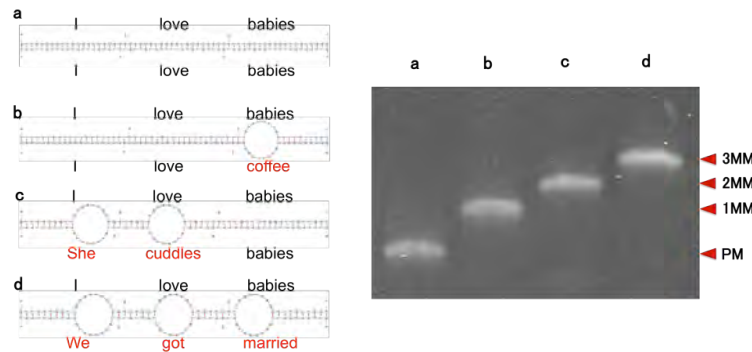 a
I love babies
I love babies
b
I love babies
I love coffee
c
I love babies
She cuddles babies
d
I love babies
We got married
a b c d
3MM
2MM
1MM
PM